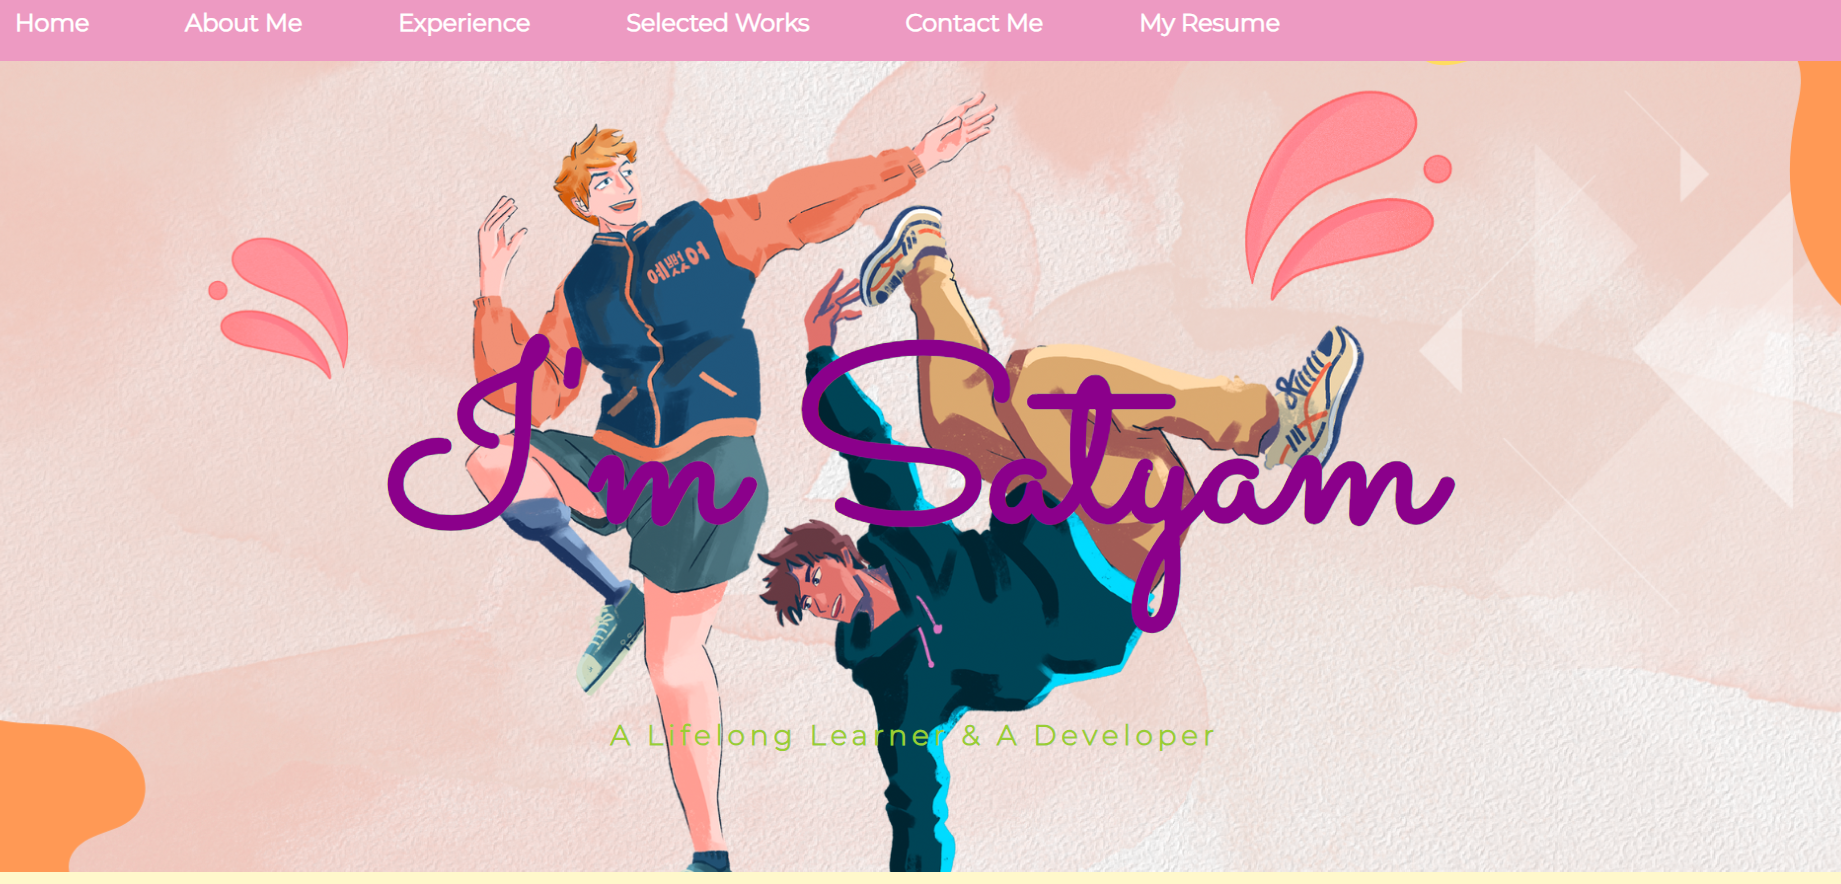 Home About Me Experience Selected Works Contact Me My Resume
I'm Satyam
A Lifelong Learner & A Developer